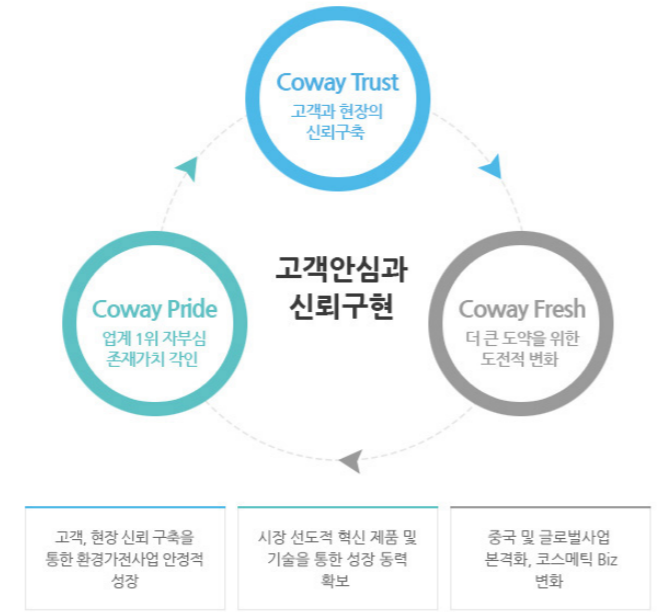 Coway Trust
고객과 현장의
신뢰구축
고객안심과
신뢰구현
Coway Pride
업계 1위 자부심
존재가치 각인
Coway Fresh
더 큰 도약을 위한
도전적 변화
고객, 현장 신뢰 구축을
통한 환경가전사업 안정적
성장
시장 선도적 혁신 제품 및
기술을 통한 성장 동력
확보
중국 및 글로벌사업
본격화, 코스메틱 Biz
변화